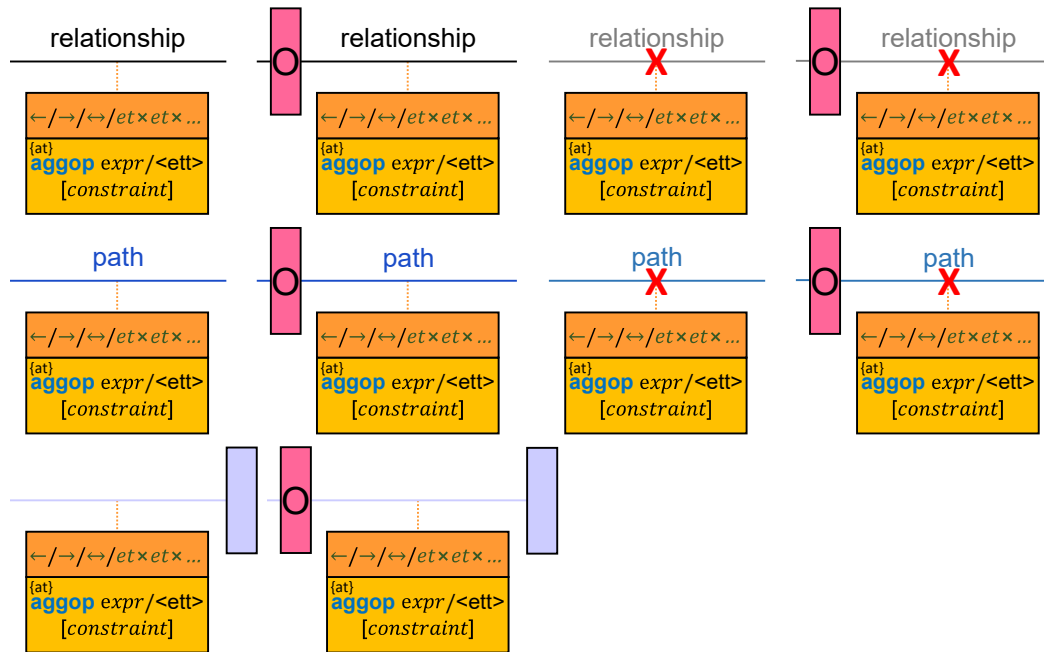 relationship
O relationship
relationship
X
O relationship
X
←/→/↔/et×et× ...
{at}
aggop expr/<ett>
[constraint]
←/→/↔/et×et× ...
{at}
aggop expr/<ett>
[constraint]
←/→/↔/et×et× ...
{at}
aggop expr/<ett>
[constraint]
←/→/↔/et×et× ...
{at}
aggop expr/<ett>
[constraint]
path
O path
path
X
O path
X
←/→/↔/et×et× ...
{at}
aggop expr/<ett>
[constraint]
←/→/↔/et×et× ...
{at}
aggop expr/<ett>
[constraint]
←/→/↔/et×et× ...
{at}
aggop expr/<ett>
[constraint]
←/→/↔/et×et× ...
{at}
aggop expr/<ett>
[constraint]
O
←/→/↔/et×et× ...
{at}
aggop expr/<ett>
[constraint]
←/→/↔/et×et× ...
{at}
aggop expr/<ett>
[constraint]